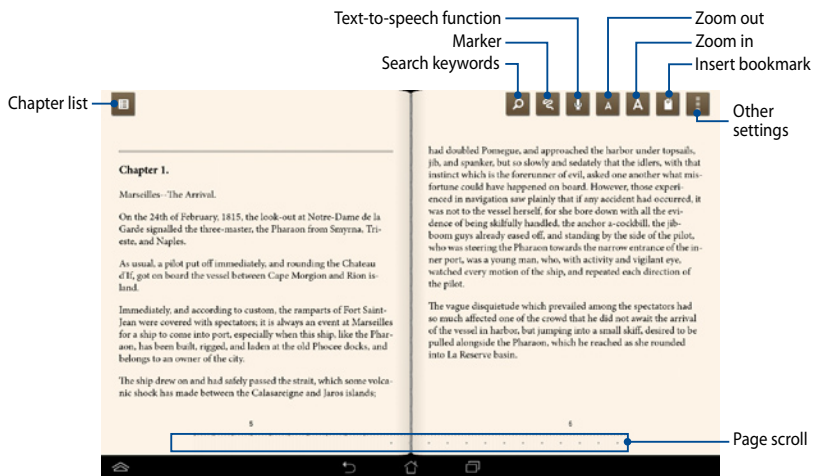 Text-to-speech function
Marker
Search keywords
Zoom out
Zoom in
Insert bookmark
Chapter list
Other
settings
A
A
Chapter 1.
Marseilles--The Arrival.
On the 24th of February, 1815, the look-out at Notre-Dame de la
Garde signalled the three-master, the Pharaon from Smyrna, Tri-
este, and Naples.
As usual, a pilot put off immediately, and rounding the Chateau
d'If, got on board the vessel between Cape Morgion and Rion is-
land.
Immediately, and according to custom, the ramparts of Fort Saint-
Jean were covered with spectators; it is always an event at Marseilles
for a ship to come into port, especially when this ship, like the Phar-
aon, has been built, rigged, and laden at the old Phocee docks, and
belongs to an owner of the city.
The ship drew on and had safely passed the strait, which some volca-
nic shock has made between the Calasareigne and Jaros islands;
5
had doubled Pomegue, and approached the harbor under topsails,
jib, and spanker, but so slowly and sedately that the idlers, with that
instinct which is the forerunner of evil, asked one another what mis-
fortune could have happened on board. However, those experi-
enced in navigation saw plainly that if any accident had occurred, it
was not to the vessel herself, for she bore down with all the evi-
dence of being skilfully handled, the anchor a-cockbill, the jib-
boom guys already eased off, and standing by the side of the pilot,
who was steering the Pharaon towards the narrow entrance of the in-
ner port, was a young man, who, with activity and vigilant eye,
watched every motion of the ship, and repeated each direction of
the pilot.
The vague disquietude which prevailed among the spectators had
so much affected one of the crowd that he did not await the arrival
of the vessel in harbor, but jumping into a small skiff, desired to be
pulled alongside the Pharaon, which he reached as she rounded
into La Reserve basin.
6
Page scroll